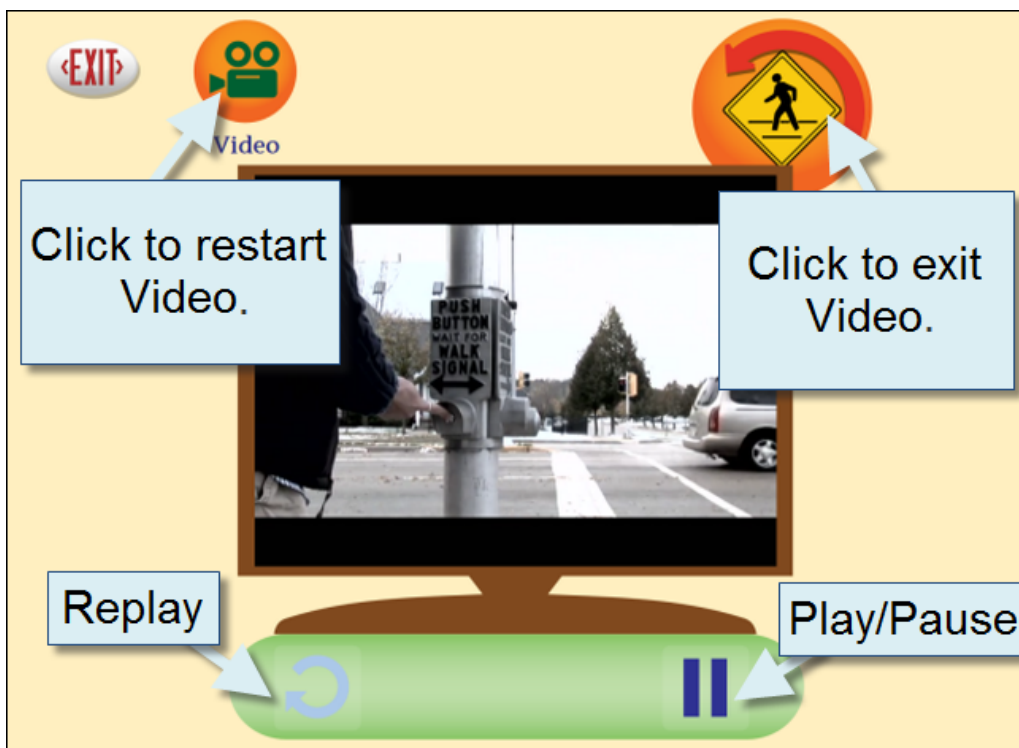 ‹EXIT›
Video
Click to restart
Video.
Click to exit
Video.
PUSH
BUTTON
WAIT FOR
WALK
SIGNAL
Replay
Play/Pause